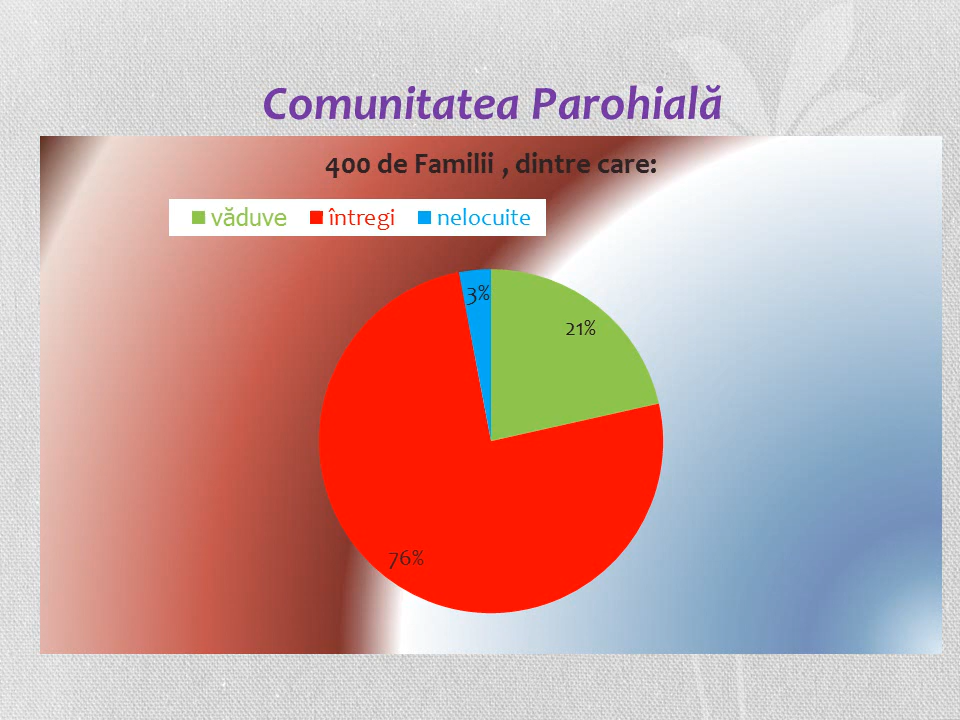 Comunitatea Parohială
400 de Familii , dintre care:
văduve întregi nelocuite
3%
21%
76%